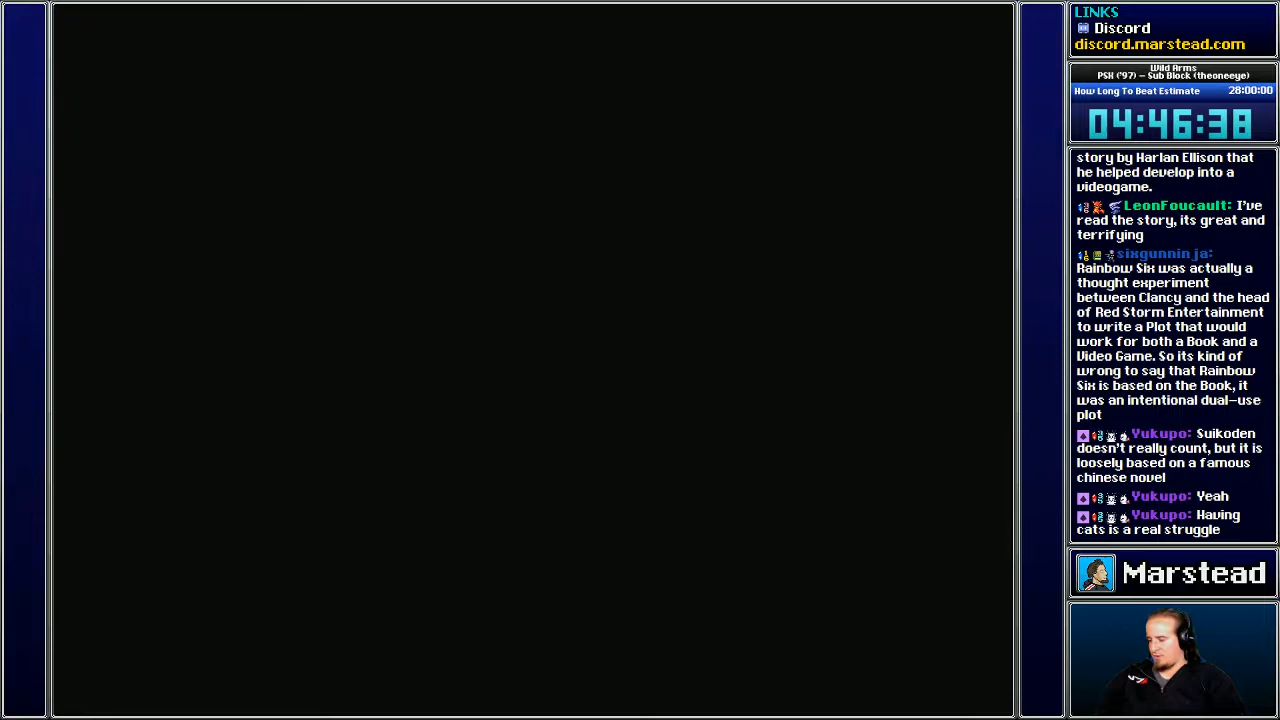 LINKS
Discord
discord.marstead.com
Wild Arms
PSX ('97) - Sub Block (theoneeye)
How Long To Beat Estimate 28:00:00
04:46:38
story by Harlan Ellison that
he helped develop into a
videogame.
LeonFoucault: I've
read the story, its great and
terrifying
sixgunninja:
Rainbow Six was actually a
thought experiment
between Clancy and the head
of Red Storm Entertainment
to write a Plot that would
work for both a Book and a
Video Game. So its kind of
wrong to say that Rainbow
Six is based on the Book, it
was an intentional dual-use
plot
Yukupo: Suikoden
doesn't really count, but it is
loosely based on a famous
chinese novel
Yukupo: Yeah
Yukupo: Having
cats is a real struggle
Marstead